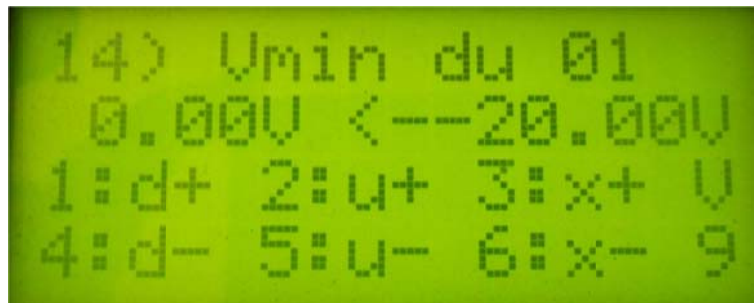 14) Vmin du 01
0.00V <--20.00V
1:d+ 2:u+ 3:x+ V
4:d- 5:u- 6:x- 9